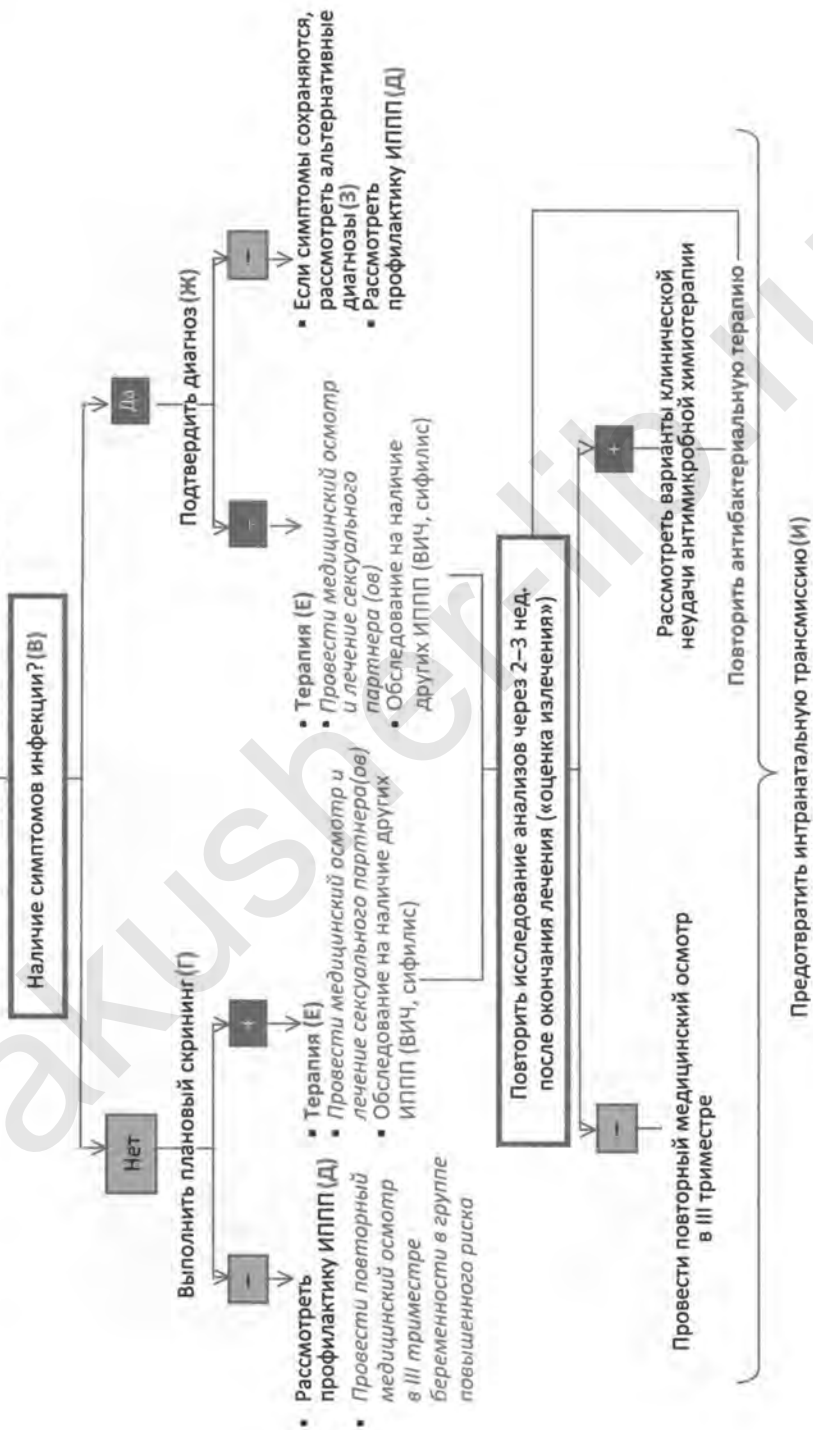 Наличие симптомов инфекции? (В)
Нет
Да
Выполнить плановый скрининг (Г)
Подтвердить диагноз (Ж)
−
+
+
−
▪ Рассмотреть
профилактику ИППП (Д)
▪ Провести повторный
медицинский осмотр
в III триместре
беременности в группе
повышенного риска
▪ Терапия (Е)
▪ Провести медицинский осмотр и
лечение сексуального партнера(ов)
▪ Обследование на наличие других
ИППП (ВИЧ, сифилис)
▪ Терапия (Е)
▪ Провести медицинский осмотр
и лечение сексуального
партнера (ов)
▪ Обследование на наличие
других ИППП (ВИЧ, сифилис)
▪ Если симптомы сохраняются,
рассмотреть альтернативные
диагнозы (З)
▪ Рассмотреть
профилактику ИППП (Д)
Повторить исследование анализов через 2–3 нед.
после окончания лечения («оценка излечения»)
−
+
Провести повторный медицинский осмотр
в III триместре
Рассмотреть варианты клинической
неудачи антимикробной химиотерапии
Повторить антибактериальную терапию
Предотвратить интранатальную трансмиссию(И)
akusher-lib.ru